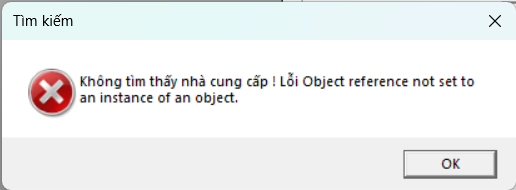 Tìm kiếm
Không tìm thấy nhà cung cấp ! Lỗi Object reference not set to
an instance of an object.
OK